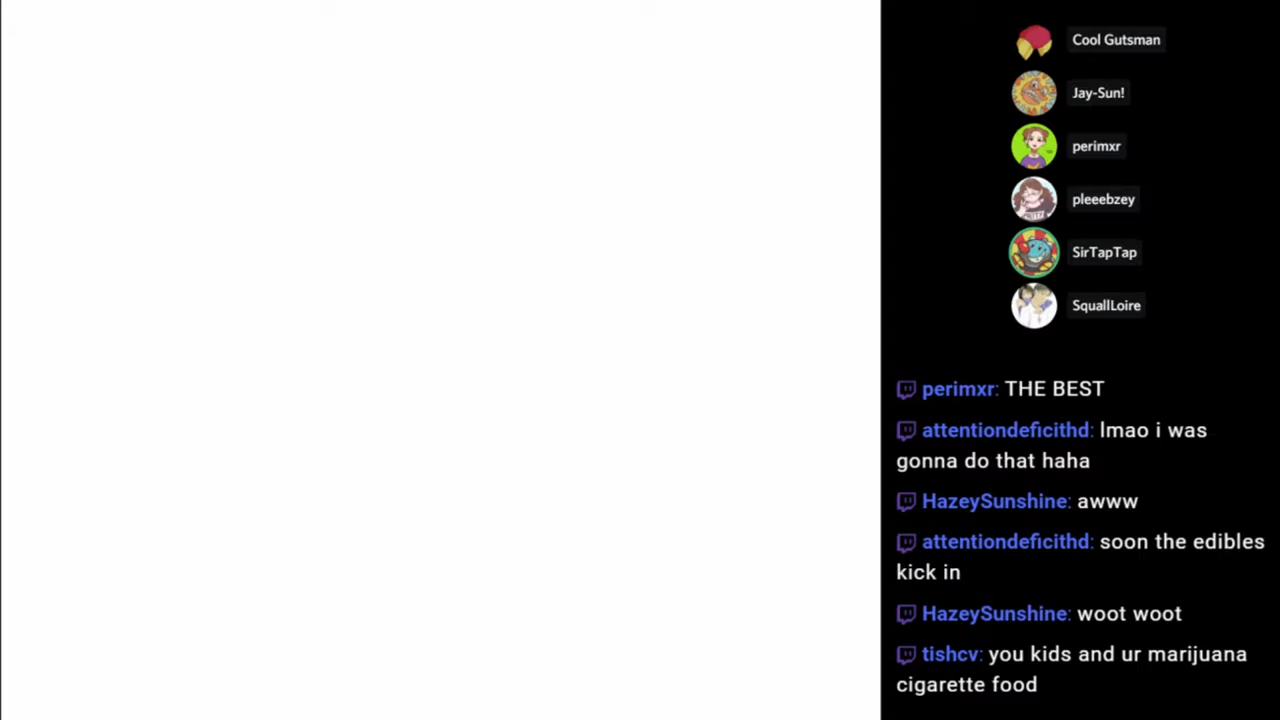 Cool Gutsman
Jay-Sun!
perimxr
pleeebzey
SirTapTap
SquallLoire
perimxr: THE BEST
attentiondeficithd: lmao i was
gonna do that haha
HazeySunshine: awww
attentiondeficithd: soon the edibles
kick in
HazeySunshine: woot woot
tishcv: you kids and ur marijuana
cigarette food